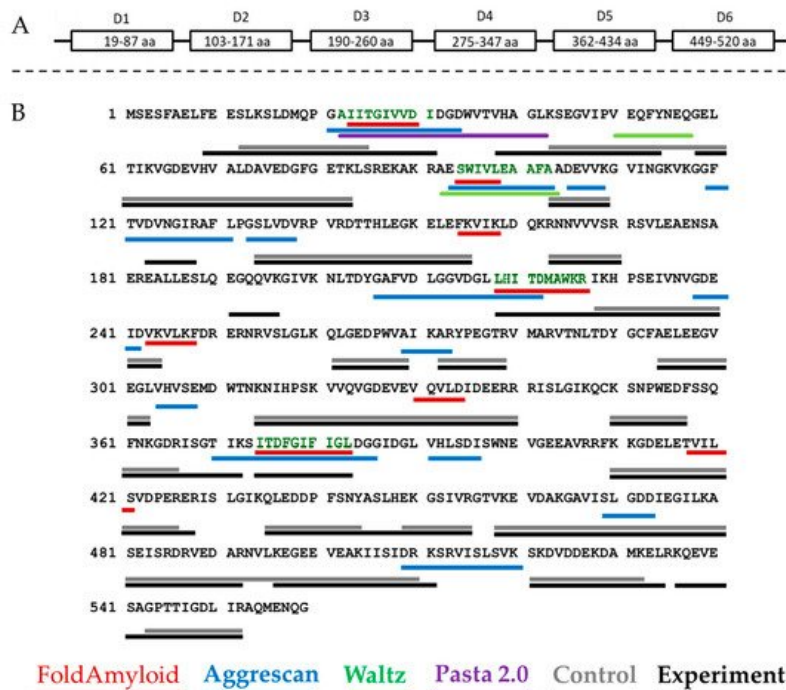 A
D1 D2 D3 D4 D5 D6
19-87 aa 103-171 aa 190-260 aa 275-347 aa 362-434 aa 449-520 aa
B
1 MSESFAELFE ESLKSLDMQP GAIITGIVVD IDGDWVTVHA GLKSEGVIPV EQFYNEQGEL
61 TIKVGDEVHV ALDAVEDGFG ETKLSREKAK RAESWIVLEA AFAADEVVKG VINGKVKGGF
121 TVDVNGIRAF LPGSLVDVRP VRDTTHLEGK ELEFKVIKLD QKRNNVVVSR RSVLEAENSA
181 EREALLESLQ EGQQVKGIVK NLTDYGAFVD LGGVDGLLHI TDMAWKRIKH PSEIVNVGDE
241 IDVKVLKFDR ERNRVSLGLK QLGEDPWVAI KARYPEGTRV MARVTNLTDY GCFAELEEGV
301 EGLVHVSEMD WTNKNIHPSK VVQVGDEVEV QVLDIDEERR RISLGIKQCK SNPWEDFSSQ
361 FNKGDRISGT IKSITDFGIF IGLDGGIDGL VHLSDISWNE VGEEAVRRFK KGDELETVIL
421 SVDPERERIS LGIKQLEDDP FSNYASLHEK GSIVRGTVKE VDAKGAVISL GDDIEGILKA
481 SEISRDRVED ARNVLKEGEE VEAKIISIDR KSRVISLSVK SKDVDDEKDA MKELRKQEVE
541 SAGPTTIGDL IRAQMENQG
FoldAmyloid Aggrescan Waltz Pasta 2.0 Control Experiment